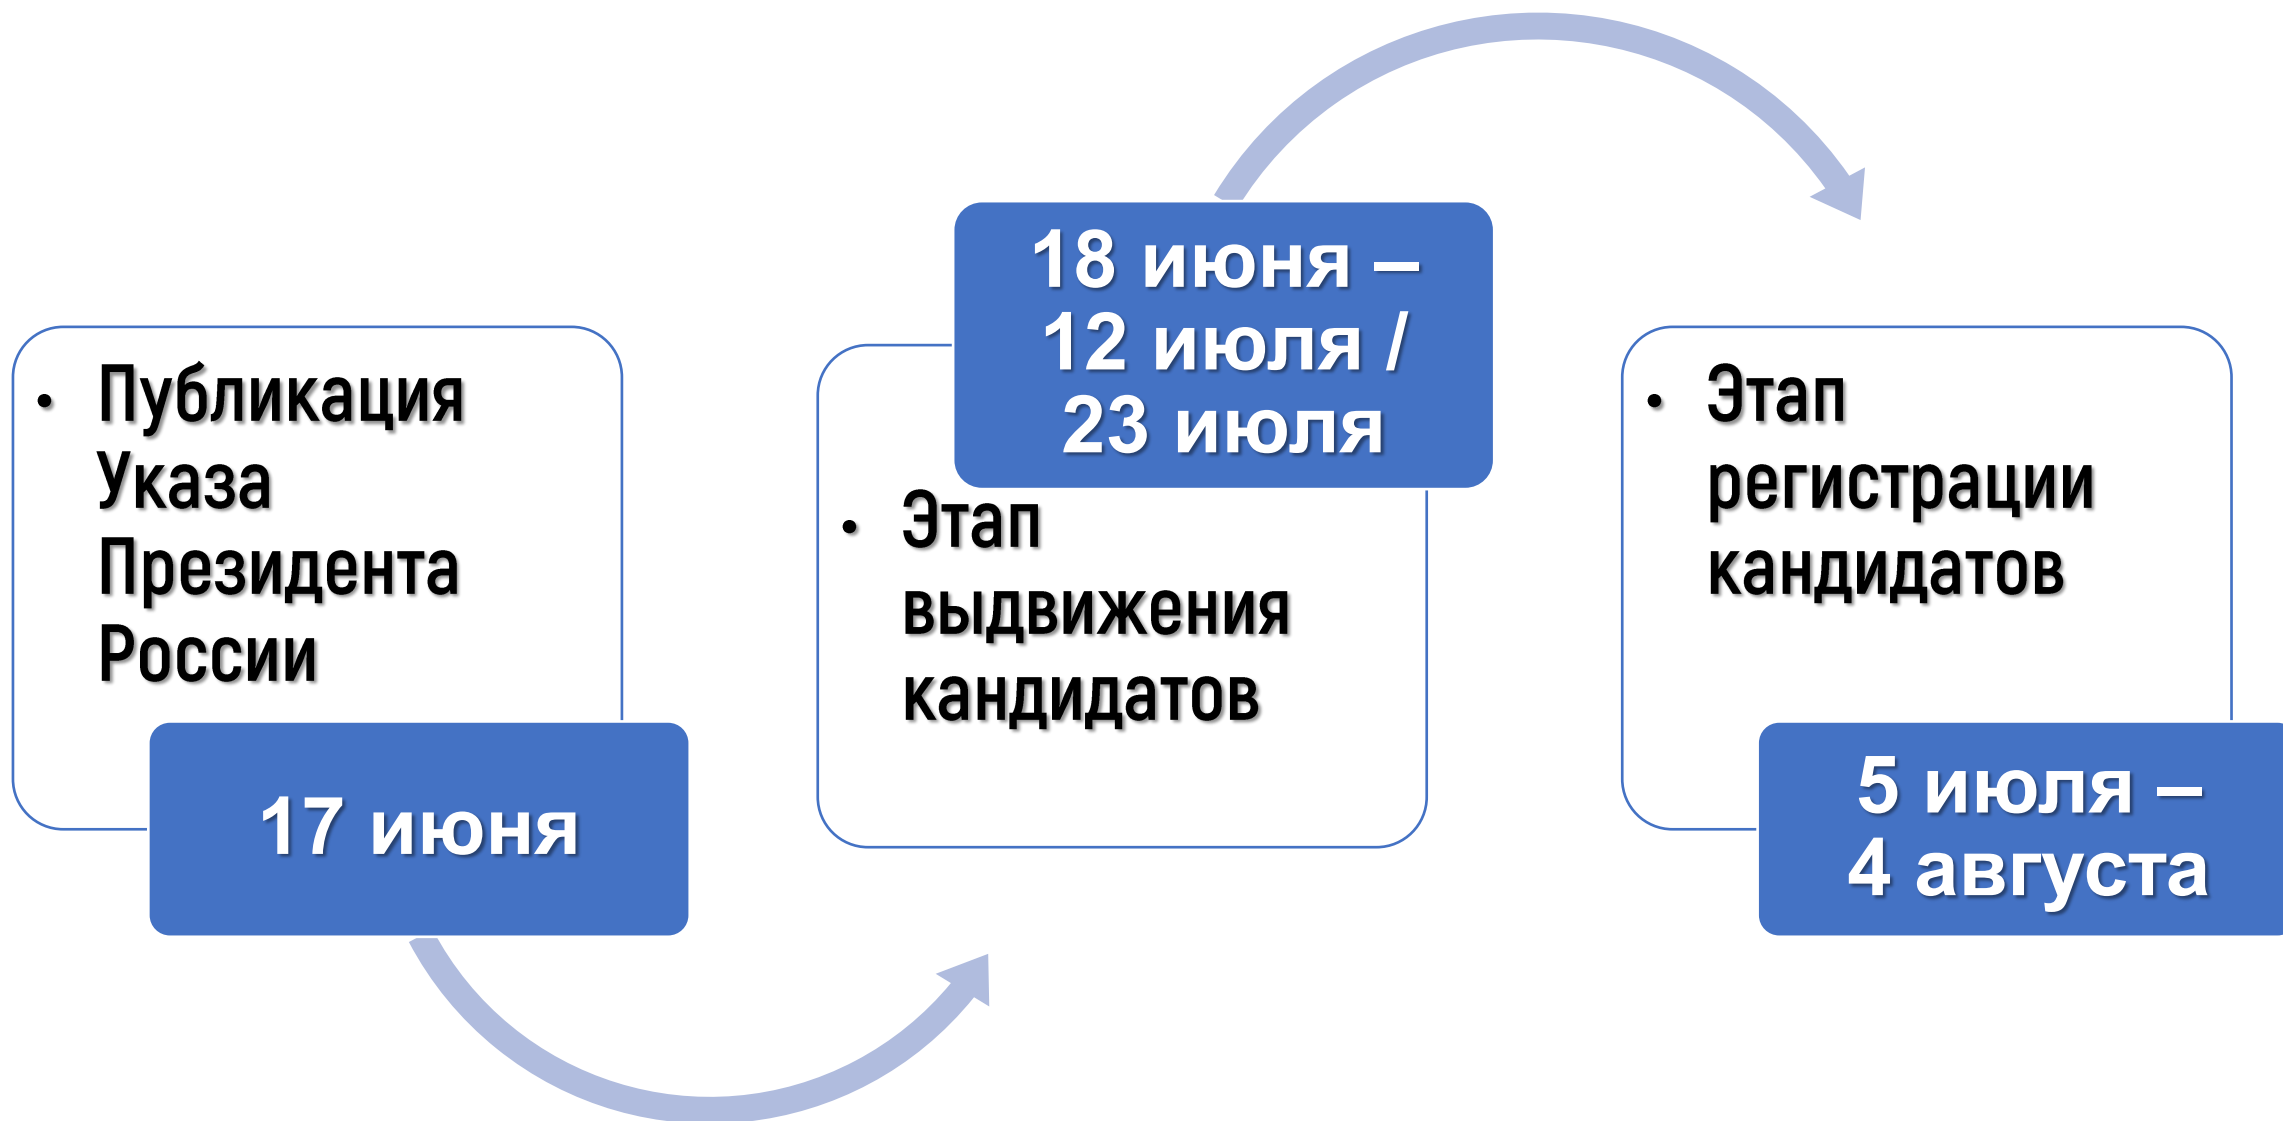 • Публикация
Указа
Президента
России
17 июня
18 июня –
12 июля /
23 июля
• Этап
выдвижения
кандидатов
• Этап
регистрации
кандидатов
5 июля –
4 августа